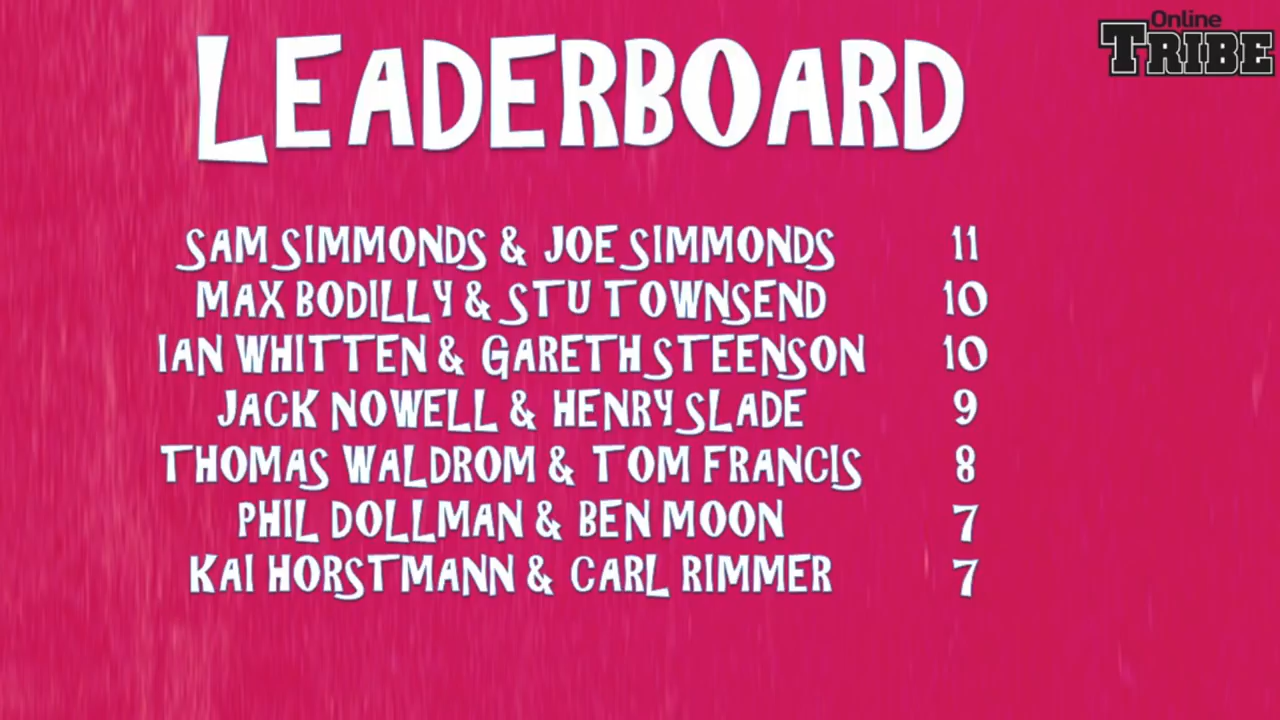 Online
TRIBE
LEADERBOARD
SAM SIMMONDS & JOE SIMMONDS 11
MAX BODILLY & STU TOWNSEND 10
IAN WHITTEN & GARETH STEENSON 10
JACK NOWELL & HENRY SLADE 9
THOMAS WALDROM & TOM FRANCIS 8
PHIL DOLLMAN & BEN MOON 7
KAI HORSTMANN & CARL RIMMER 7